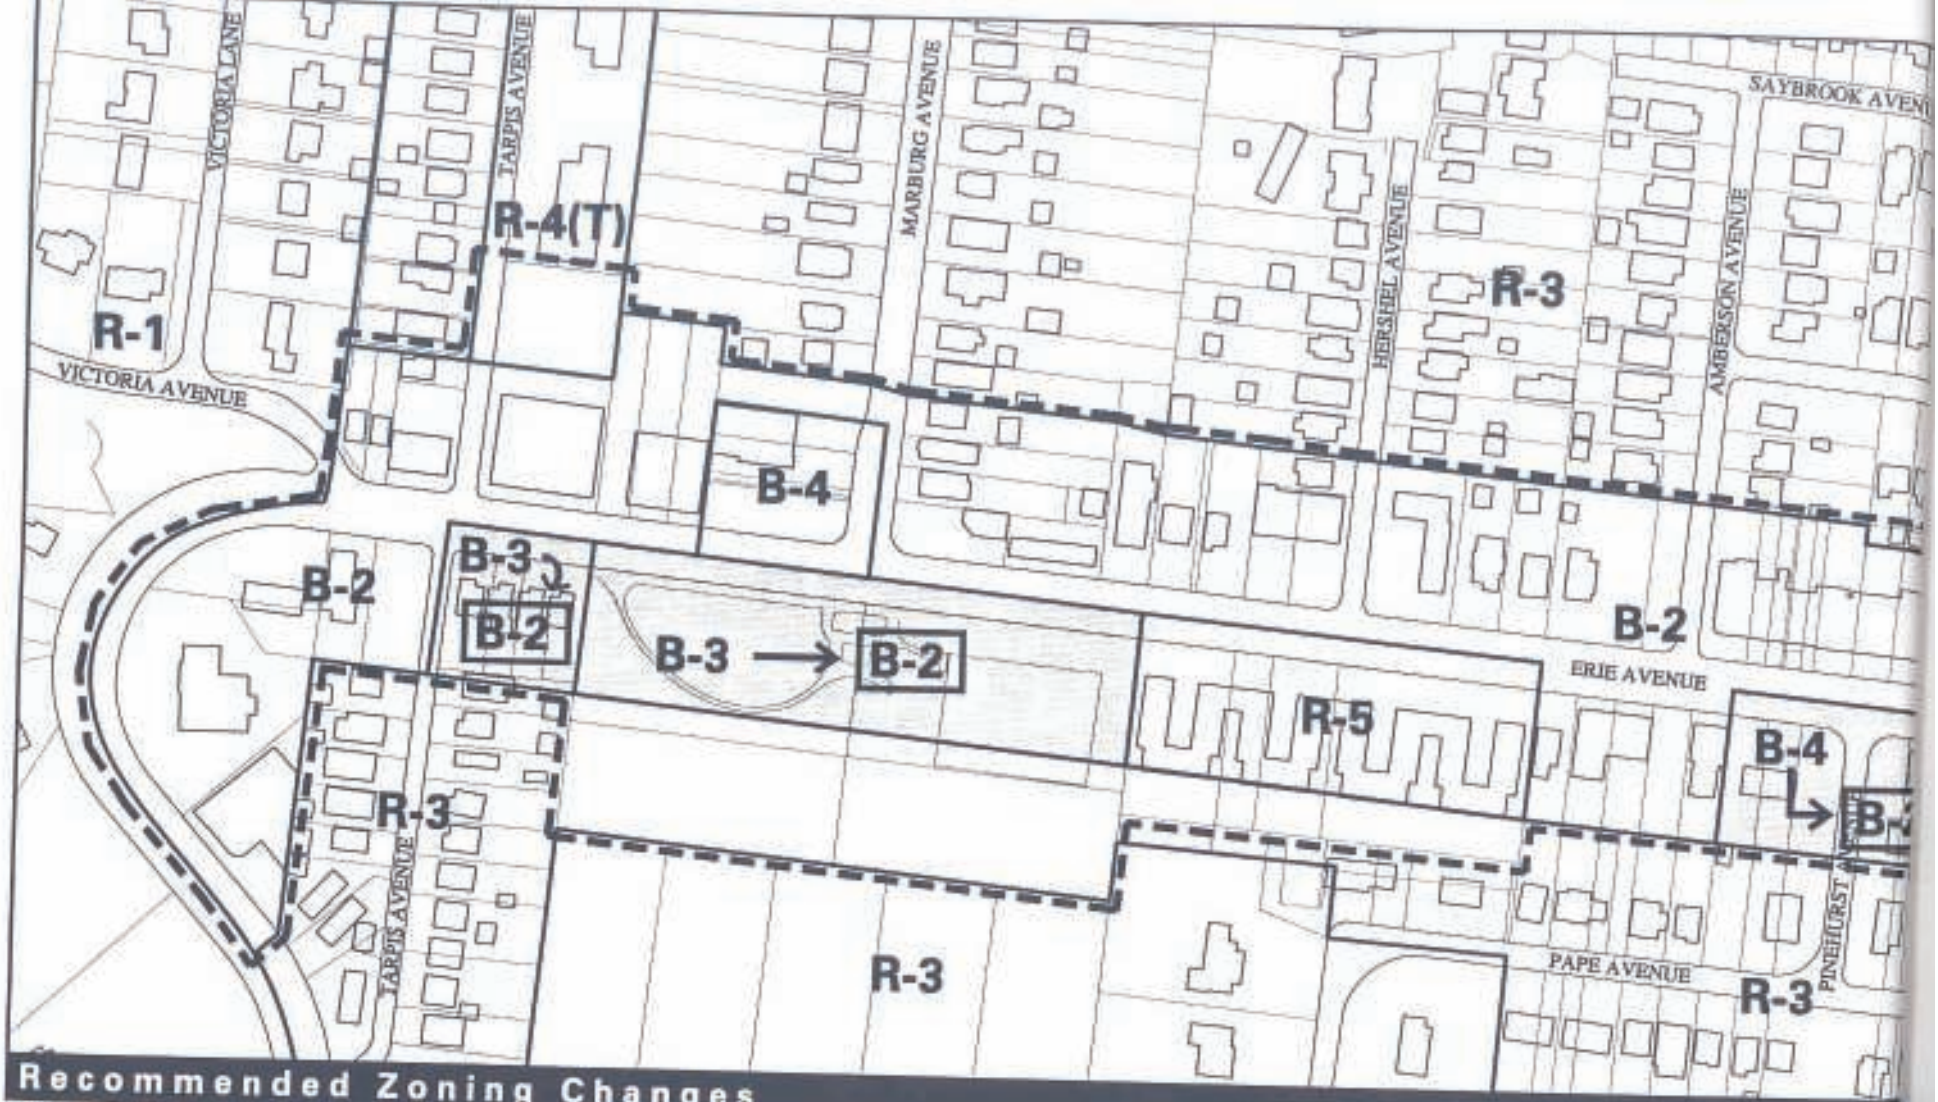 VICTORIA LANE
TARPIS AVENUE
MARBURG AVENUE
HERSHEL AVENUE
AMBERSON AVENUE
SAYBROOK
R-4(T)
R-3
R-1
VICTORIA AVENUE
B-4
B-3
B-2
B-2
B-3
B-2
B-2
ERIE AVENUE
R-5
B-4
R-3
TARPIS AVENUE
R-3
PAPE AVENUE
PINEHURST
R-3
Recommended Zoning Changes